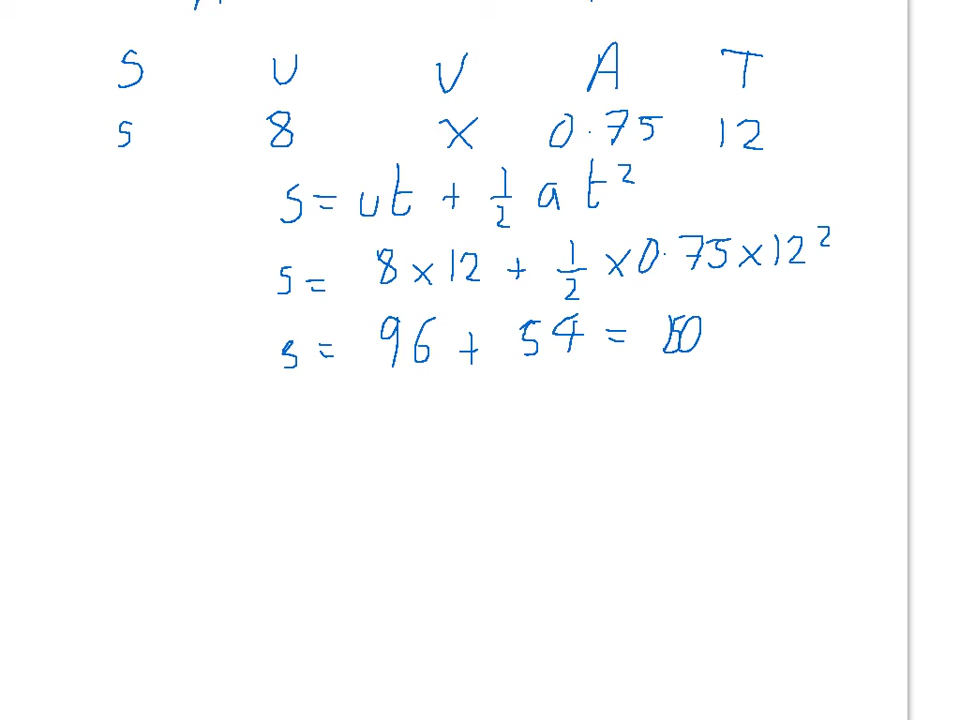 S U V A T
s 8 x 0.75 12
s = ut + 1/2 at²
s = 8 × 12 + 1/2 × 0.75 × 12²
s = 96 + 54 = 150